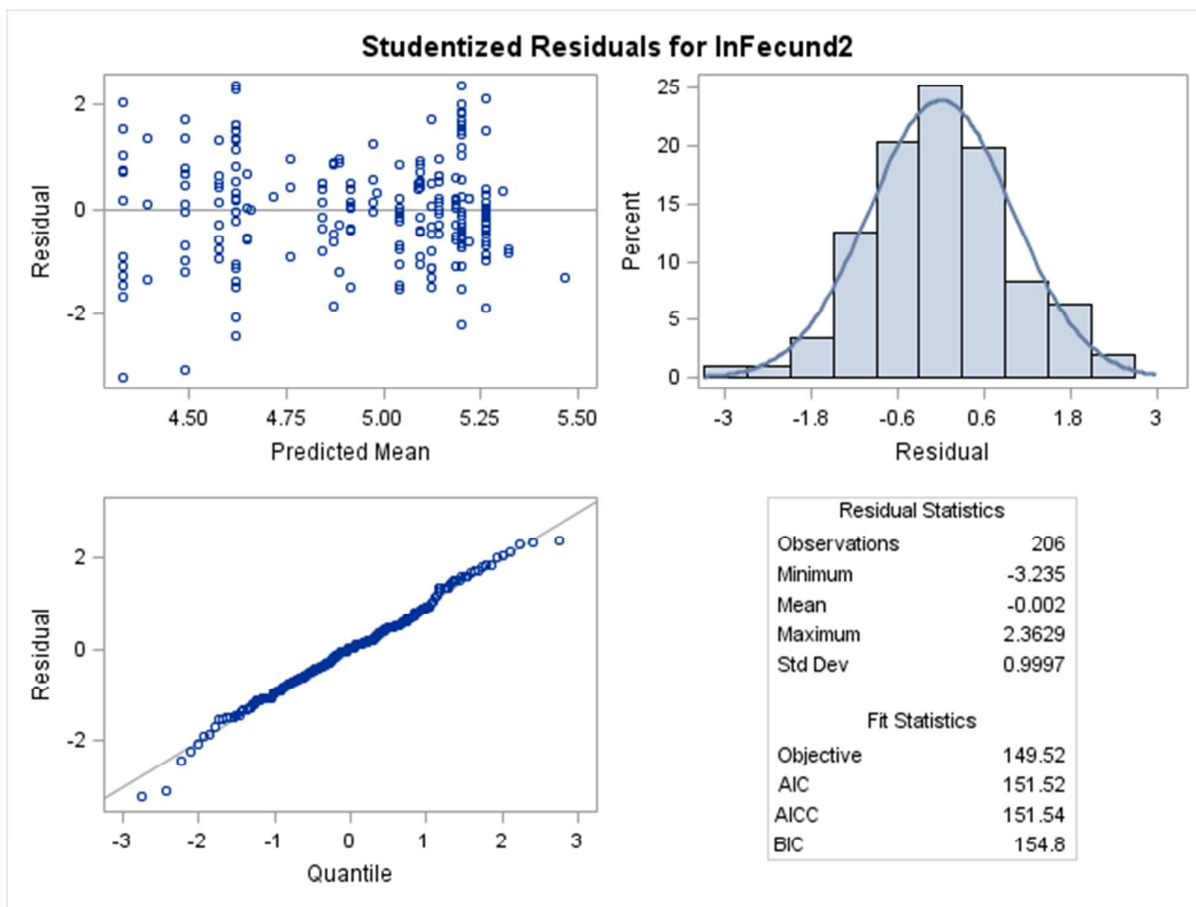 Studentized Residuals for lnFecund2
2
0
-2
Residual
4.50 4.75 5.00 5.25 5.50
Predicted Mean
25
20
15
10
5
0
Percent
-3 -1.8 -0.6 0.6 1.8 3
Residual
2
0
-2
Residual
-3 -2 -1 0 1 2 3
Quantile
Residual Statistics
Observations 206
Minimum -3.235
Mean -0.002
Maximum 2.3629
Std Dev 0.9997
Fit Statistics
Objective 149.52
AIC 151.52
AICC 151.54
BIC 154.8